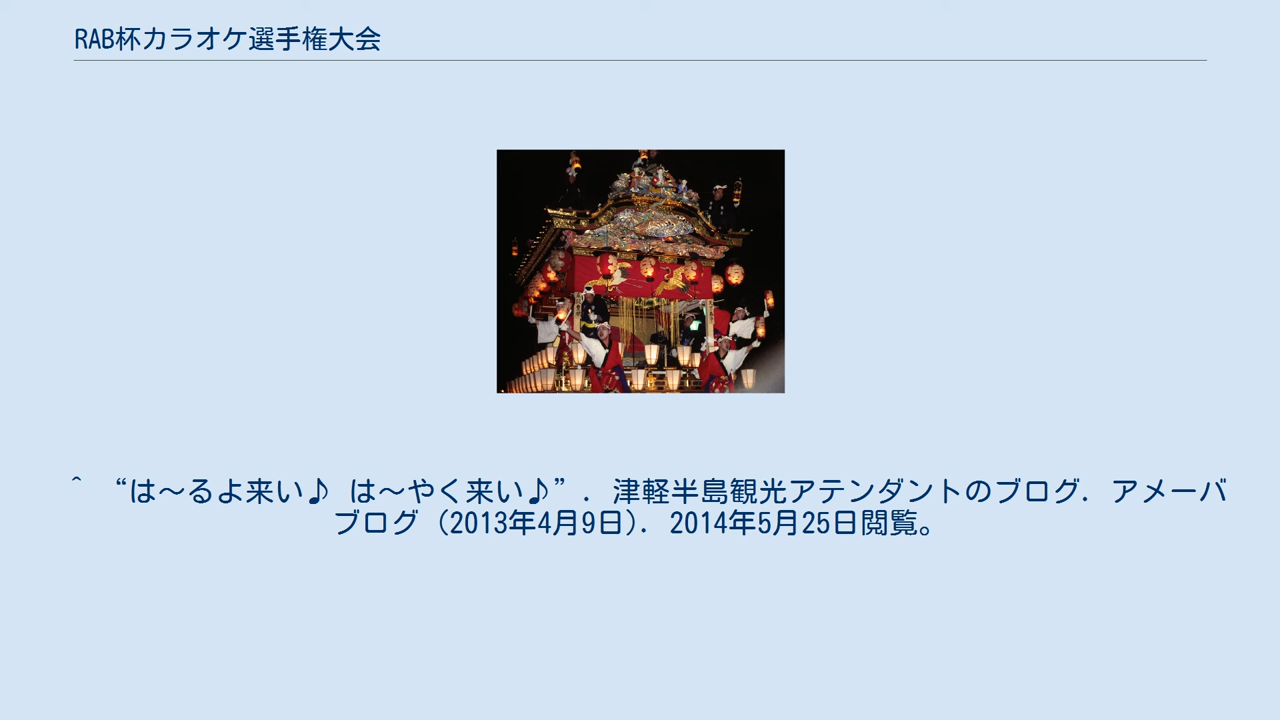 RAB杯カラオケ選手権大会
^ “は～るよ来い♪ は～やく来い♪”. 津軽半島観光アテンダントのブログ. アメーバ
ブログ (2013年4月9日). 2014年5月25日閲覧。